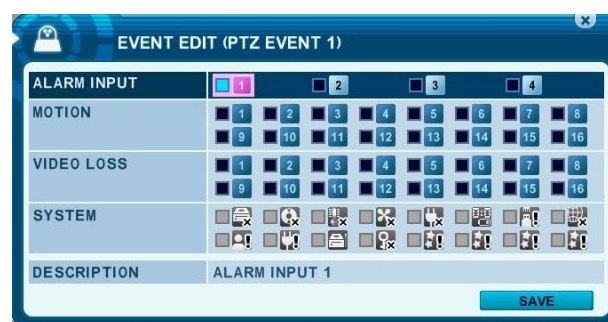 EVENT EDIT (PTZ EVENT 1)
ALARM INPUT 1 2 3 4
MOTION 1 2 3 4 5 6 7 8
9 10 11 12 13 14 15 16
VIDEO LOSS 1 2 3 4 5 6 7 8
9 10 11 12 13 14 15 16
SYSTEM
DESCRIPTION ALARM INPUT 1
SAVE